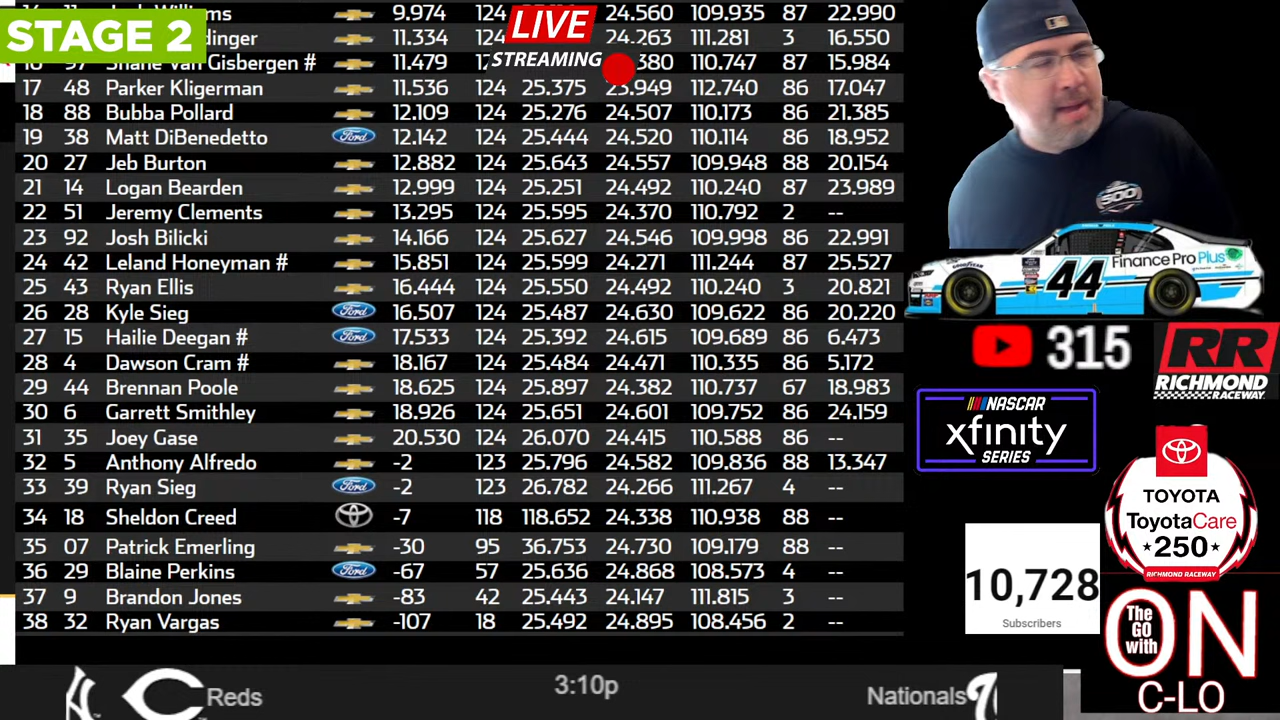 9.974 124 24.560 109.935 87 22.990
STAGE 2
LIVE
STREAMING
11.334 124 24.263 111.281 3 16.550
Shane Van Gisbergen # 11.479 110.747 87 15.984
17 48 Parker Kligerman 11.536 124 25.375 23.949 112.740 86 17.047
18 88 Bubba Pollard 12.109 124 25.276 24.507 110.173 86 21.385
19 38 Matt DiBenedetto Ford 12.142 124 25.444 24.520 110.114 86 18.952
20 27 Jeb Burton 12.882 124 25.643 24.557 109.948 88 20.154
21 14 Logan Bearden 12.999 124 25.251 24.492 110.240 87 23.989
22 51 Jeremy Clements 13.295 124 25.595 24.370 110.792 2 --
23 92 Josh Bilicki 14.166 124 25.627 24.546 109.998 86 22.991
24 42 Leland Honeyman # 15.851 124 25.599 24.271 111.244 87 25.527
25 43 Ryan Ellis 16.444 124 25.550 24.492 110.240 3 20.821
26 28 Kyle Sieg Ford 16.507 124 25.487 24.630 109.622 86 20.220
27 15 Hailie Deegan # Ford 17.533 124 25.392 24.615 109.689 86 6.473
28 4 Dawson Cram # 18.167 124 25.484 24.471 110.335 86 5.172
29 44 Brennan Poole 18.625 124 25.897 24.382 110.737 67 18.983
30 6 Garrett Smithley 18.926 124 25.651 24.601 109.752 86 24.159
31 35 Joey Gase 20.530 124 26.070 24.415 110.588 86 --
32 5 Anthony Alfredo -2 123 25.796 24.582 109.836 88 13.347
33 39 Ryan Sieg Ford -2 123 26.782 24.266 111.267 4 --
34 18 Sheldon Creed -7 118 118.652 24.338 110.938 88 --
35 07 Patrick Emerling -30 95 36.753 24.730 109.179 88 --
36 29 Blaine Perkins Ford -67 57 25.636 24.868 108.573 4 --
37 9 Brandon Jones -83 42 25.443 24.147 111.815 3 --
38 32 Ryan Vargas -107 18 25.492 24.895 108.456 2 --
500
44 Finance Pro Plus
315
RR
RICHMOND
RACEWAY
NASCAR
xfinity
SERIES
TOYOTA
ToyotaCare
250
RICHMOND RACEWAY
10,728
Subscribers
The
GO
with
ON
C-LO
Reds
3:10p
Nationals